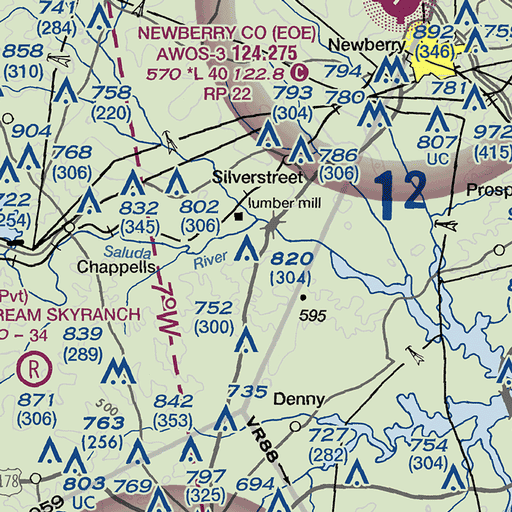 741
(284)
NEWBERRY CO (EOE)
AWOS-3 124.275
570 *L 40 122.8 C
RP 22
Newberry
892
(346)
858
(310)
794
781
758
(220)
793
(304)
780
807
UC
972
(415)
904
768
(306)
786
(306)
Silverstreet
12
722
254)
832
(345)
802
(306)
lumber mill
Saluda
River
Chappells
820
(304)
7°W
595
752
(300)
Pvt)
REAM SKYRANCH
0 - 34
839
(289)
R
871
(306)
500
763
(256)
842
(353)
735
Denny
VR88
727
(282)
754
(304)
178
803
UC
769
797
(325)
694
059